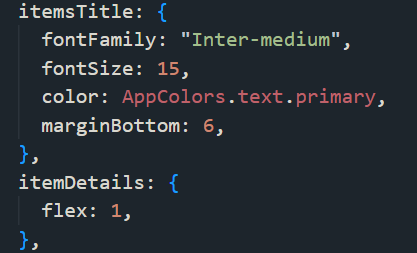 itemsTitle: {
  fontFamily: "Inter-medium",
  fontSize: 15,
  color: AppColors.text.primary,
  marginBottom: 6,
},
itemDetails: {
  flex: 1,
},